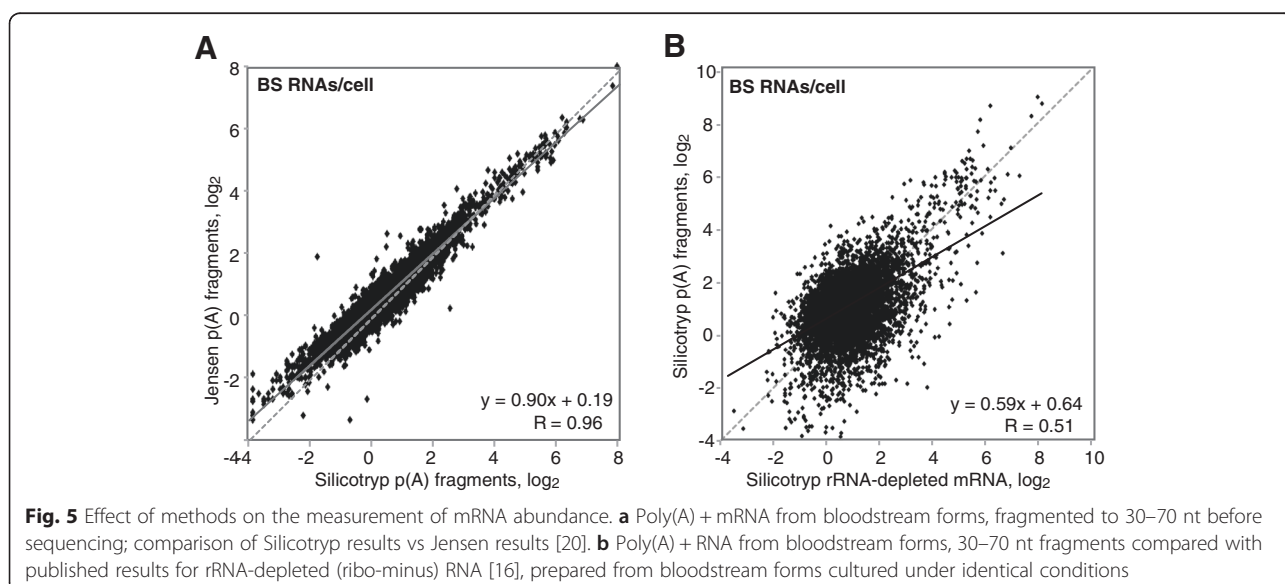 A
B
8
6
4
2
0
-2
-44
-2
0
2
4
6
8
BS RNAs/cell
Jensen p(A) fragments, log2
y = 0.90x + 0.19
R = 0.96
Silicotryp p(A) fragments, log2
10
8
6
4
2
0
-2
-4
-4
-2
0
2
4
6
8
10
BS RNAs/cell
Silicotryp p(A) fragments, log2
y = 0.59x + 0.64
R = 0.51
Silicotryp rRNA-depleted mRNA, log2
Fig. 5 Effect of methods on the measurement of mRNA abundance. a Poly(A) + mRNA from bloodstream forms, fragmented to 30–70 nt before
sequencing; comparison of Silicotryp results vs Jensen results [20]. b Poly(A) + RNA from bloodstream forms, 30–70 nt fragments compared with
published results for rRNA-depleted (ribo-minus) RNA [16], prepared from bloodstream forms cultured under identical conditions